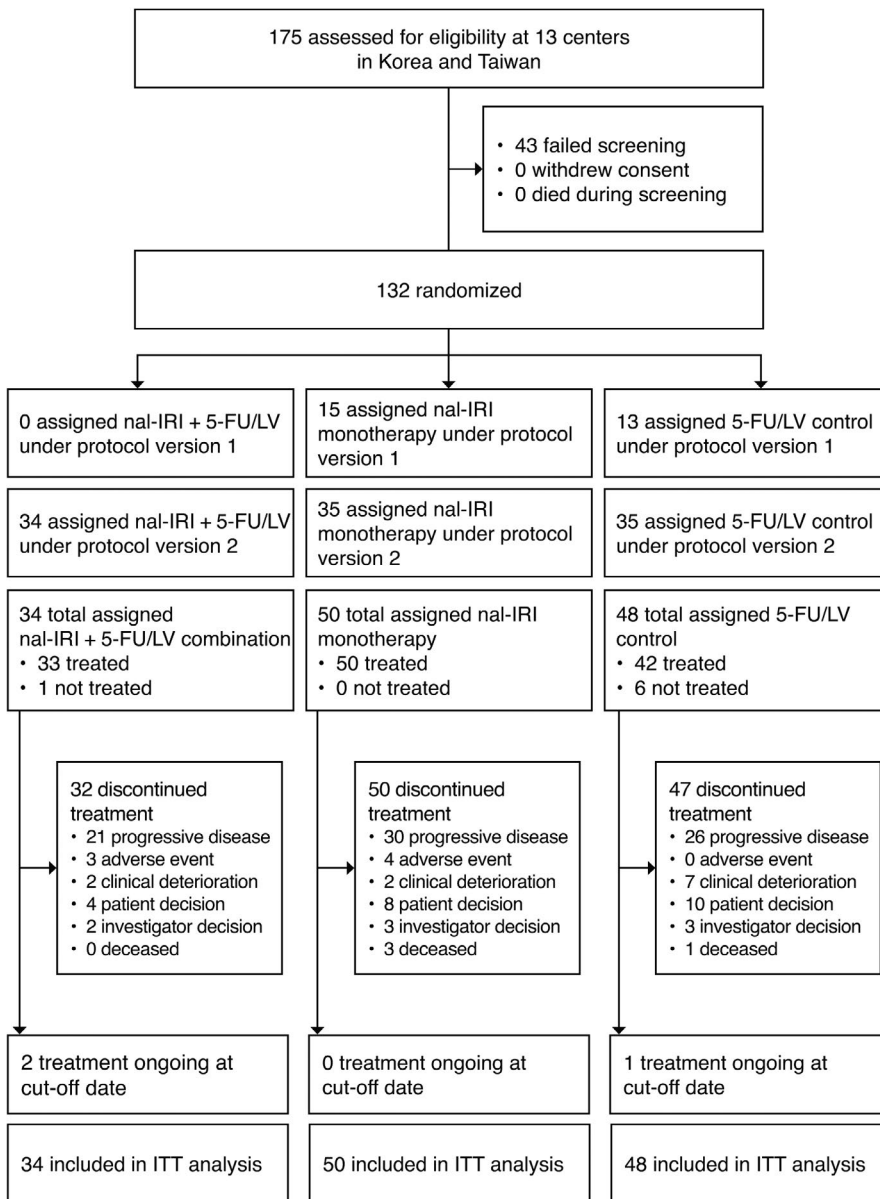 175 assessed for eligibility at 13 centers
in Korea and Taiwan
• 43 failed screening
• 0 withdrew consent
• 0 died during screening
132 randomized
0 assigned nal-IRI + 5-FU/LV
under protocol version 1
15 assigned nal-IRI
monotherapy under protocol
version 1
13 assigned 5-FU/LV control
under protocol version 1
34 assigned nal-IRI + 5-FU/LV
under protocol version 2
35 assigned nal-IRI
monotherapy under protocol
version 2
35 assigned 5-FU/LV control
under protocol version 2
34 total assigned
nal-IRI + 5-FU/LV combination
• 33 treated
• 1 not treated
50 total assigned nal-IRI
monotherapy
• 50 treated
• 0 not treated
48 total assigned 5-FU/LV
control
• 42 treated
• 6 not treated
32 discontinued
treatment
• 21 progressive disease
• 3 adverse event
• 2 clinical deterioration
• 4 patient decision
• 2 investigator decision
• 0 deceased
50 discontinued
treatment
• 30 progressive disease
• 4 adverse event
• 2 clinical deterioration
• 8 patient decision
• 3 investigator decision
• 3 deceased
47 discontinued
treatment
• 26 progressive disease
• 0 adverse event
• 7 clinical deterioration
• 10 patient decision
• 3 investigator decision
• 1 deceased
2 treatment ongoing at
cut-off date
0 treatment ongoing at
cut-off date
1 treatment ongoing at
cut-off date
34 included in ITT analysis
50 included in ITT analysis
48 included in ITT analysis